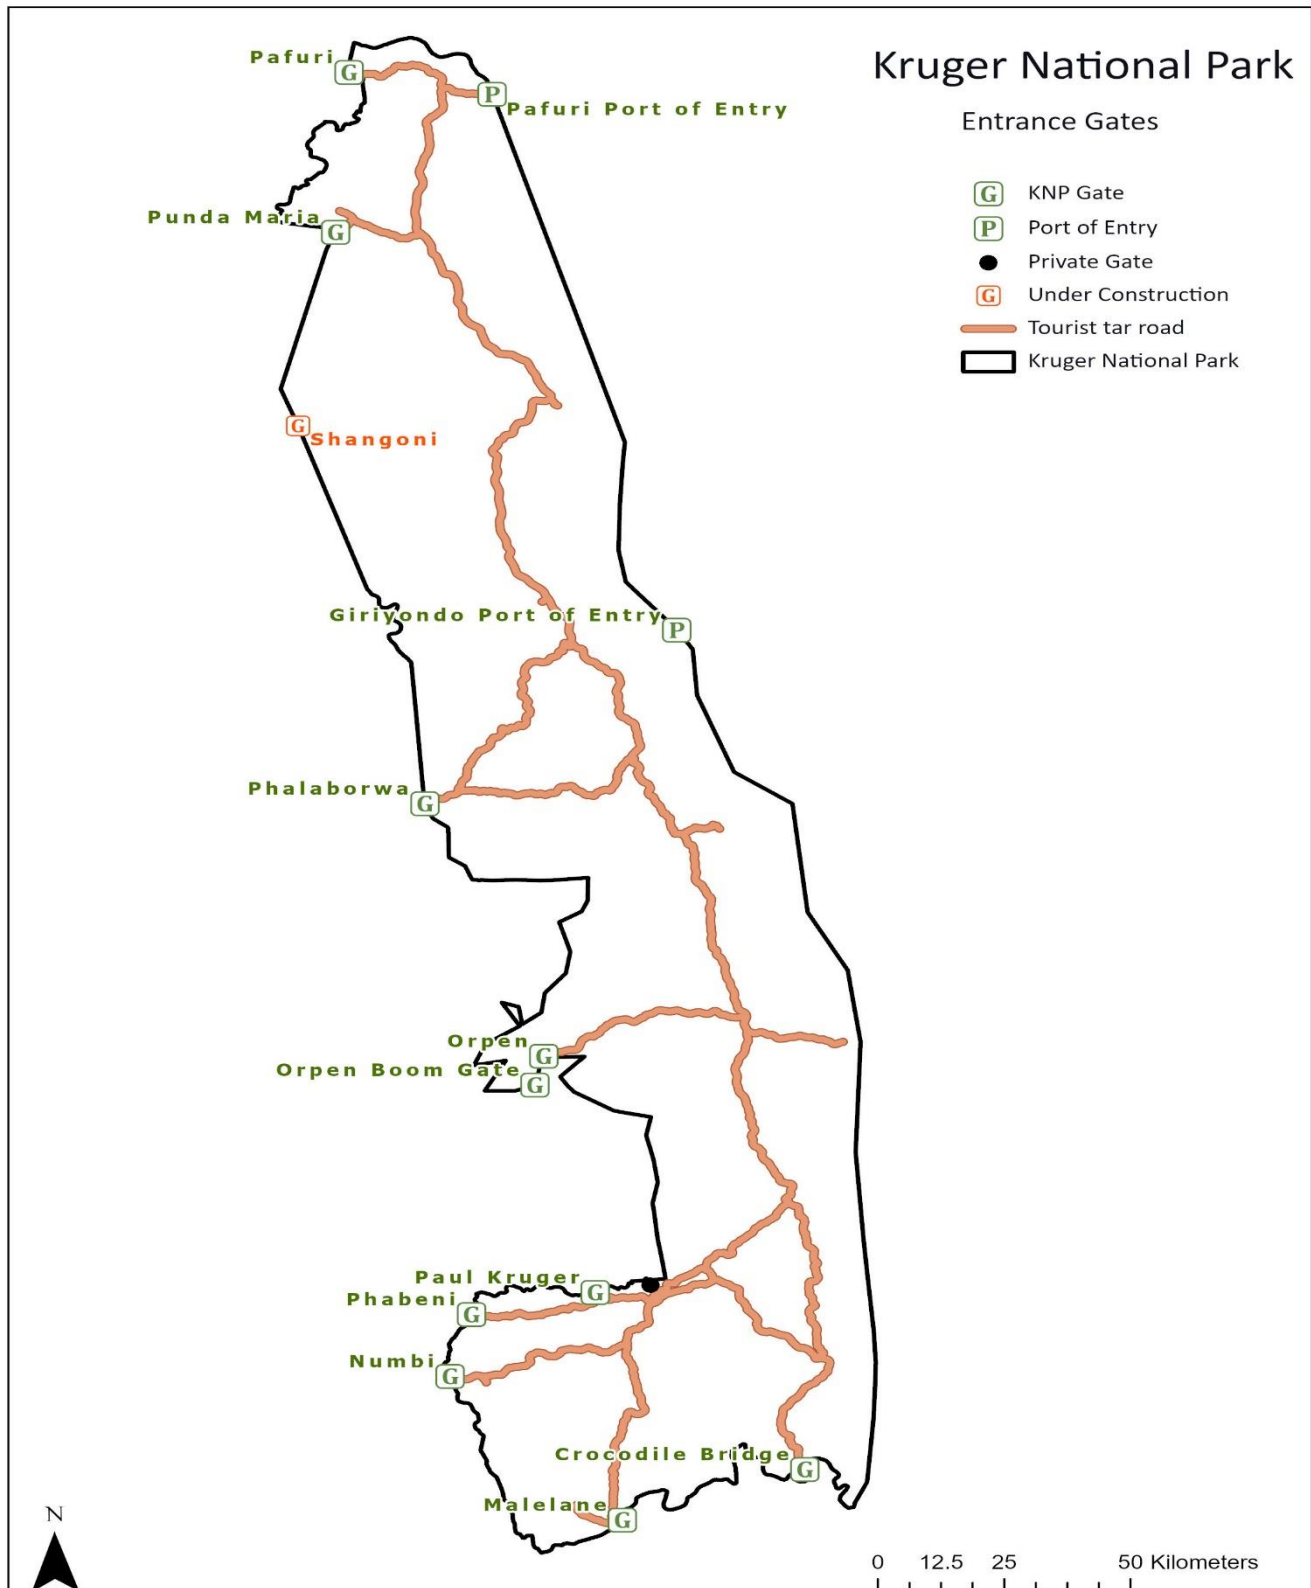 Kruger National Park
Entrance Gates
G KNP Gate
P Port of Entry
Private Gate
G Under Construction
Tourist tar road
Kruger National Park
Pafuri
G
P
Pafuri Port of Entry
Punda Maria
G
G
Shangoni
Giriyondo Port of Entry
P
Phalaborwa
G
Orpen
G
Orpen Boom Gate
G
Paul Kruger
G
Phabeni
G
Numbi
G
Crocodile Bridge
G
Malelane
G
N
0 12.5 25 50 Kilometers